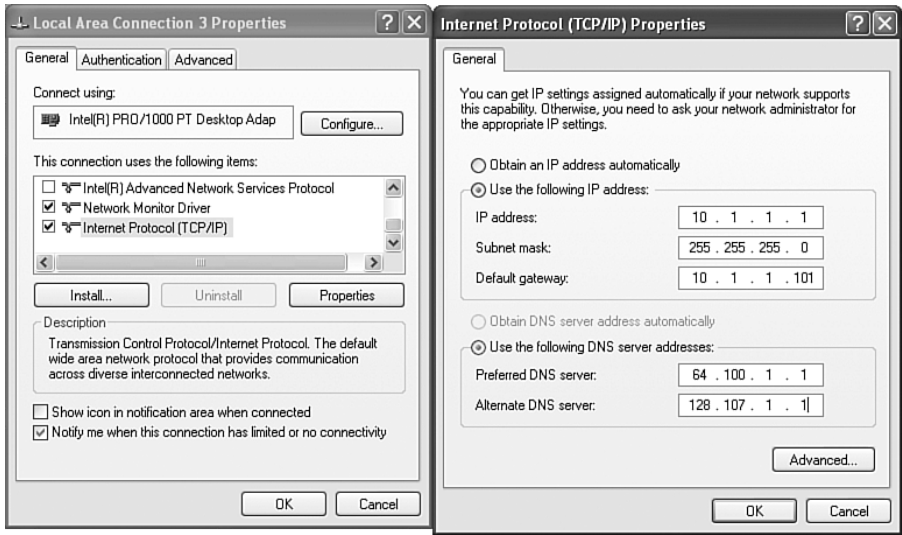 Local Area Connection 3 Properties
General Authentication Advanced
Connect using:
Intel(R) PRO/1000 PT Desktop Adap
Configure...
This connection uses the following items:
Intel(R) Advanced Network Services Protocol
Network Monitor Driver
Internet Protocol (TCP/IP)
Install... Uninstall Properties
Description
Transmission Control Protocol/Internet Protocol. The default
wide area network protocol that provides communication
across diverse interconnected networks.
Show icon in notification area when connected
Notify me when this connection has limited or no connectivity
OK Cancel
Internet Protocol (TCP/IP) Properties
General
You can get IP settings assigned automatically if your network supports
this capability. Otherwise, you need to ask your network administrator for
the appropriate IP settings.
Obtain an IP address automatically
Use the following IP address:
IP address: 10 . 1 . 1 . 1
Subnet mask: 255 . 255 . 255 . 0
Default gateway: 10 . 1 . 1 . 101
Obtain DNS server address automatically
Use the following DNS server addresses:
Preferred DNS server: 64 . 100 . 1 . 1
Alternate DNS server: 128 . 107 . 1 . 1
Advanced...
OK Cancel